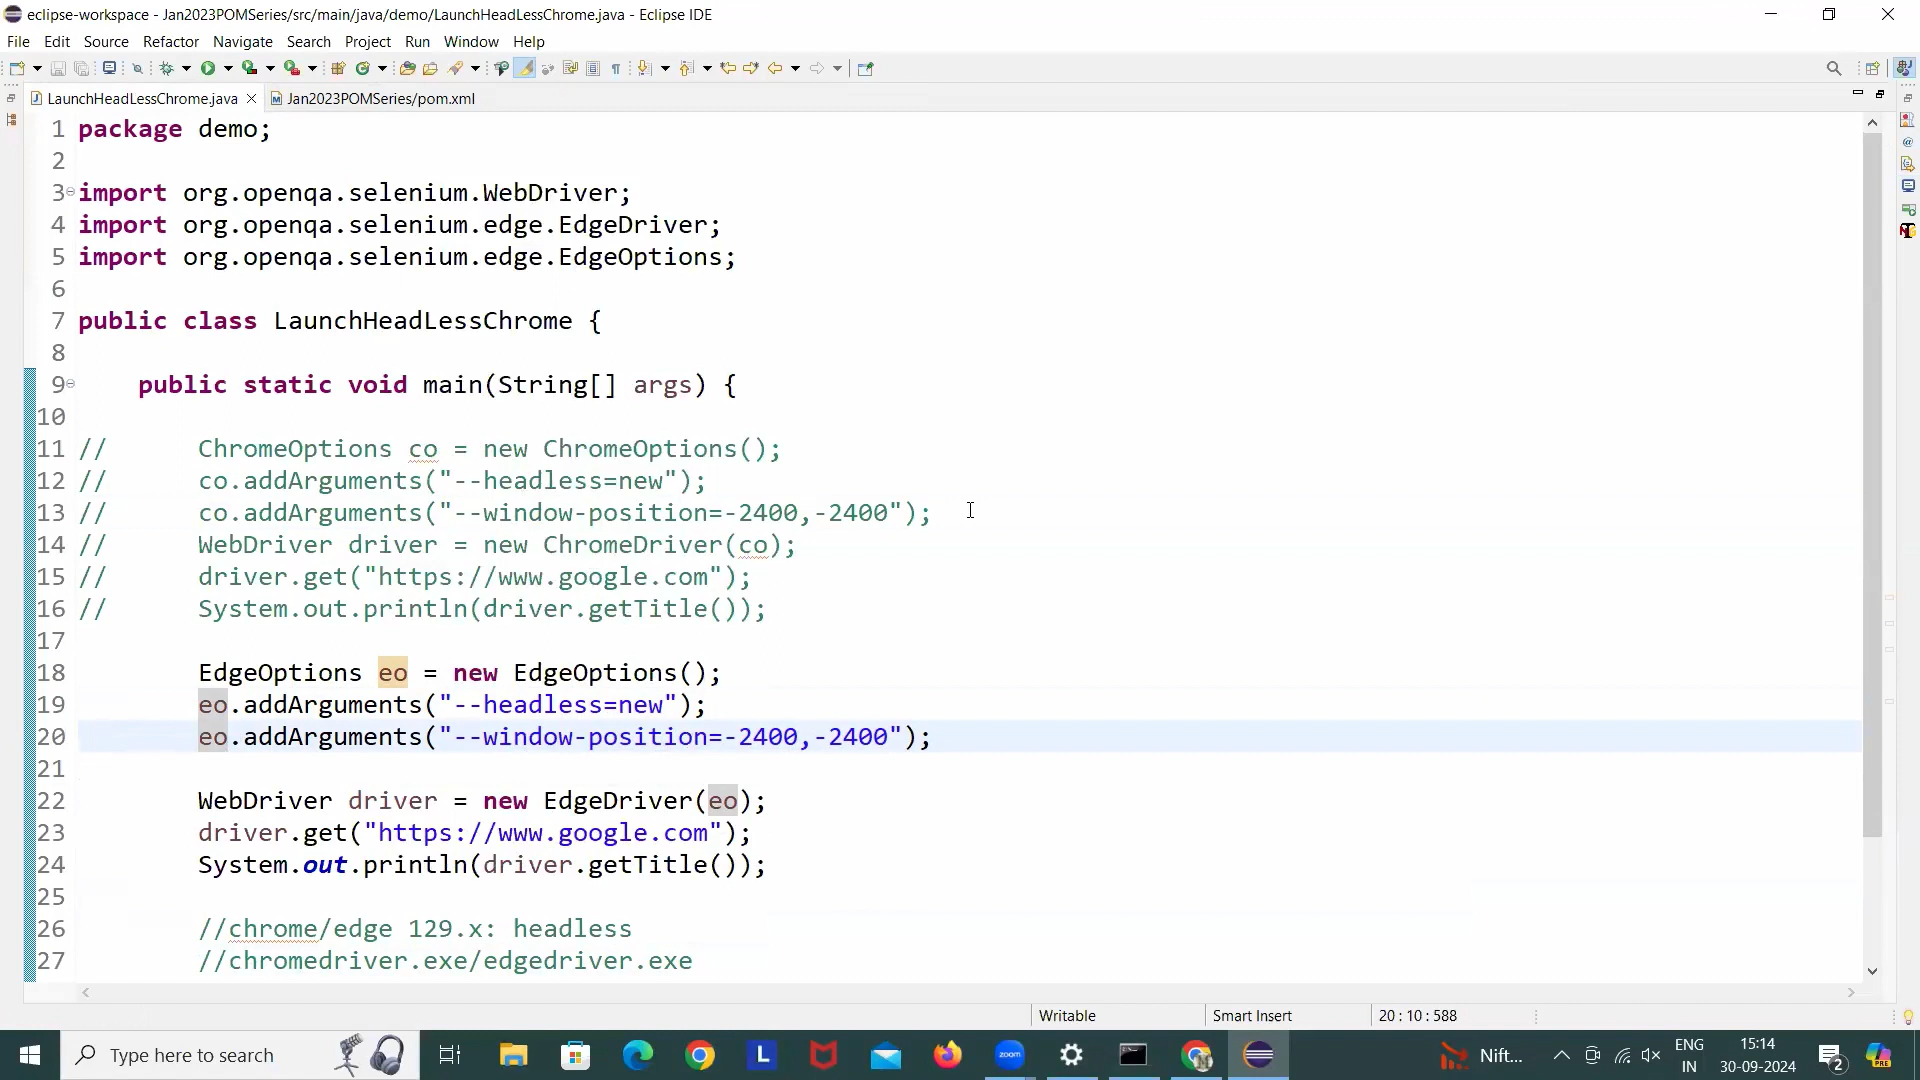 eclipse-workspace - Jan2023POMSeries/src/main/java/demo/LaunchHeadLessChrome.java - Eclipse IDE
File Edit Source Refactor Navigate Search Project Run Window Help
LaunchHeadLessChrome.java Jan2023POMSeries/pom.xml
1 package demo;
2
3 import org.openqa.selenium.WebDriver;
4 import org.openqa.selenium.edge.EdgeDriver;
5 import org.openqa.selenium.edge.EdgeOptions;
6
7 public class LaunchHeadLessChrome {
8
9 public static void main(String[] args) {
10
11 // ChromeOptions co = new ChromeOptions();
12 // co.addArguments("--headless=new");
13 // co.addArguments("--window-position=-2400,-2400");
14 // WebDriver driver = new ChromeDriver(co);
15 // driver.get("https://www.google.com");
16 // System.out.println(driver.getTitle());
17
18 EdgeOptions eo = new EdgeOptions();
19 eo.addArguments("--headless=new");
20 eo.addArguments("--window-position=-2400,-2400");
21
22 WebDriver driver = new EdgeDriver(eo);
23 driver.get("https://www.google.com");
24 System.out.println(driver.getTitle());
25
26 //chrome/edge 129.x: headless
27 //chromedriver.exe/edgedriver.exe
Writable Smart Insert 20 : 10 : 588
Type here to search
L
zoom
Nift...
ENG
IN
15:14
30-09-2024
2
PRE